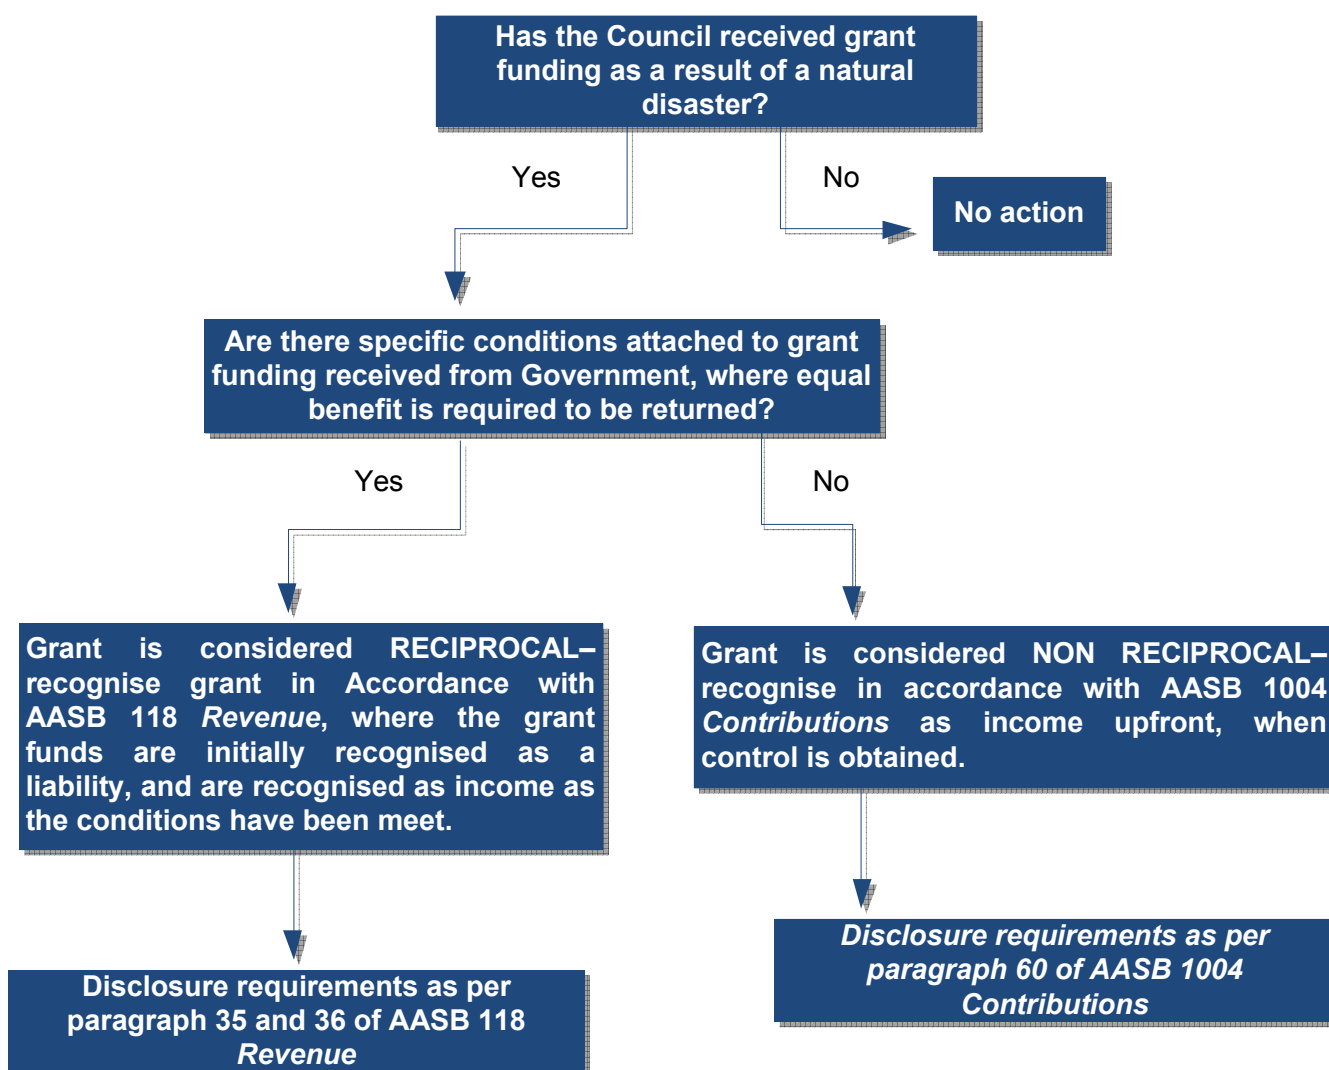 Has the Council received grant
funding as a result of a natural
disaster?
Yes
No
No action
Are there specific conditions attached to grant
funding received from Government, where equal
benefit is required to be returned?
Yes
No
Grant is considered RECIPROCAL–
recognise grant in Accordance with
AASB 118 Revenue, where the grant
funds are initially recognised as a
liability, and are recognised as income as
the conditions have been meet.
Grant is considered NON RECIPROCAL–
recognise in accordance with AASB 1004
Contributions as income upfront, when
control is obtained.
Disclosure requirements as per
paragraph 35 and 36 of AASB 118
Revenue
Disclosure requirements as per
paragraph 60 of AASB 1004
Contributions